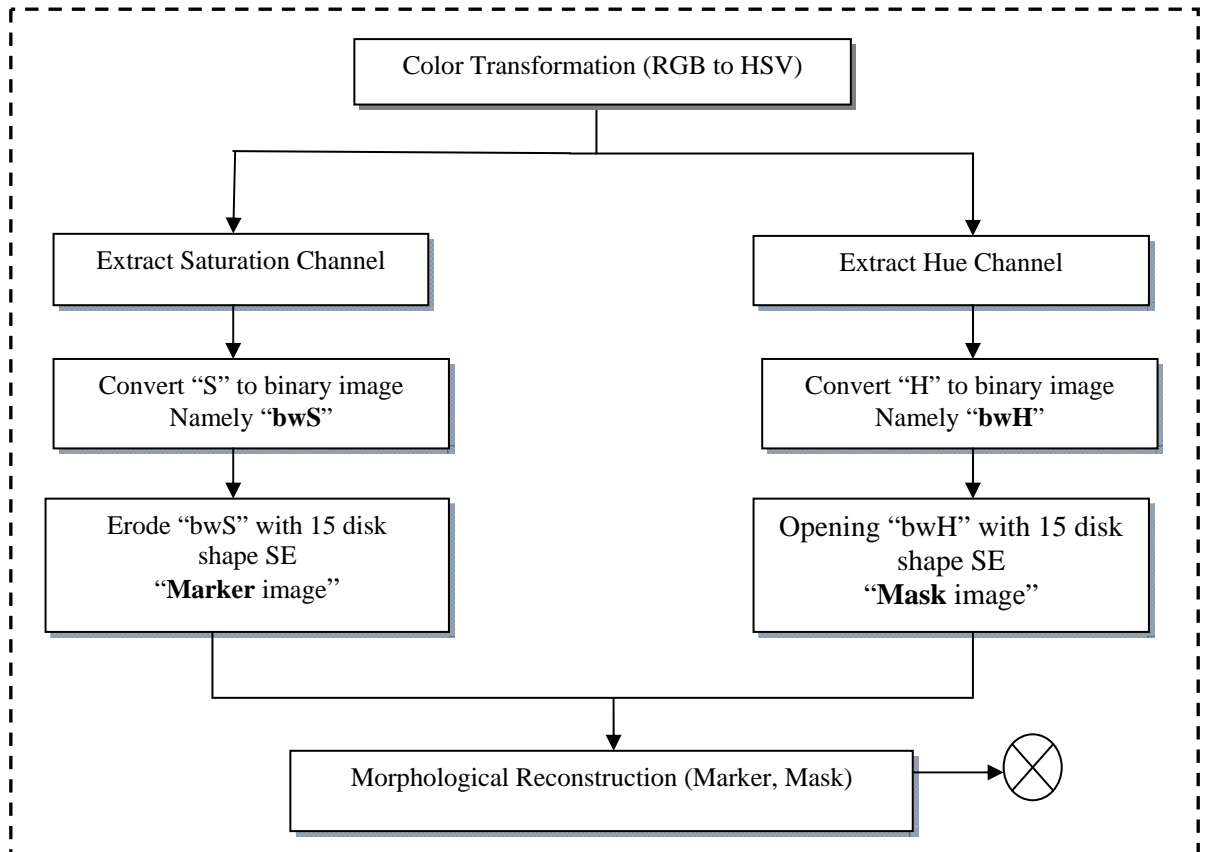 Color Transformation (RGB to HSV)
Extract Saturation Channel
Extract Hue Channel
Convert “S” to binary image
Namely “bwS”
Convert “H” to binary image
Namely “bwH”
Erode “bwS” with 15 disk
shape SE
“Marker image”
Opening “bwH” with 15 disk
shape SE
“Mask image”
Morphological Reconstruction (Marker, Mask)